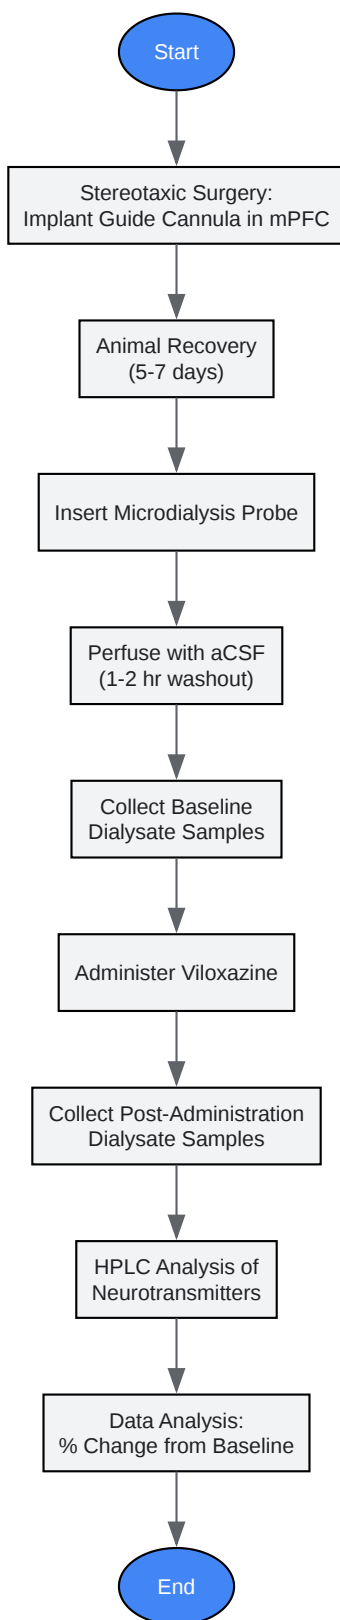 Start
Stereotaxic Surgery:
Implant Guide Cannula in mPFC
Animal Recovery
(5-7 days)
Insert Microdialysis Probe
Perfuse with aCSF
(1-2 hr washout)
Collect Baseline
Dialysate Samples
Administer Viloxazine
Collect Post-Administration
Dialysate Samples
HPLC Analysis of
Neurotransmitters
Data Analysis:
% Change from Baseline
End